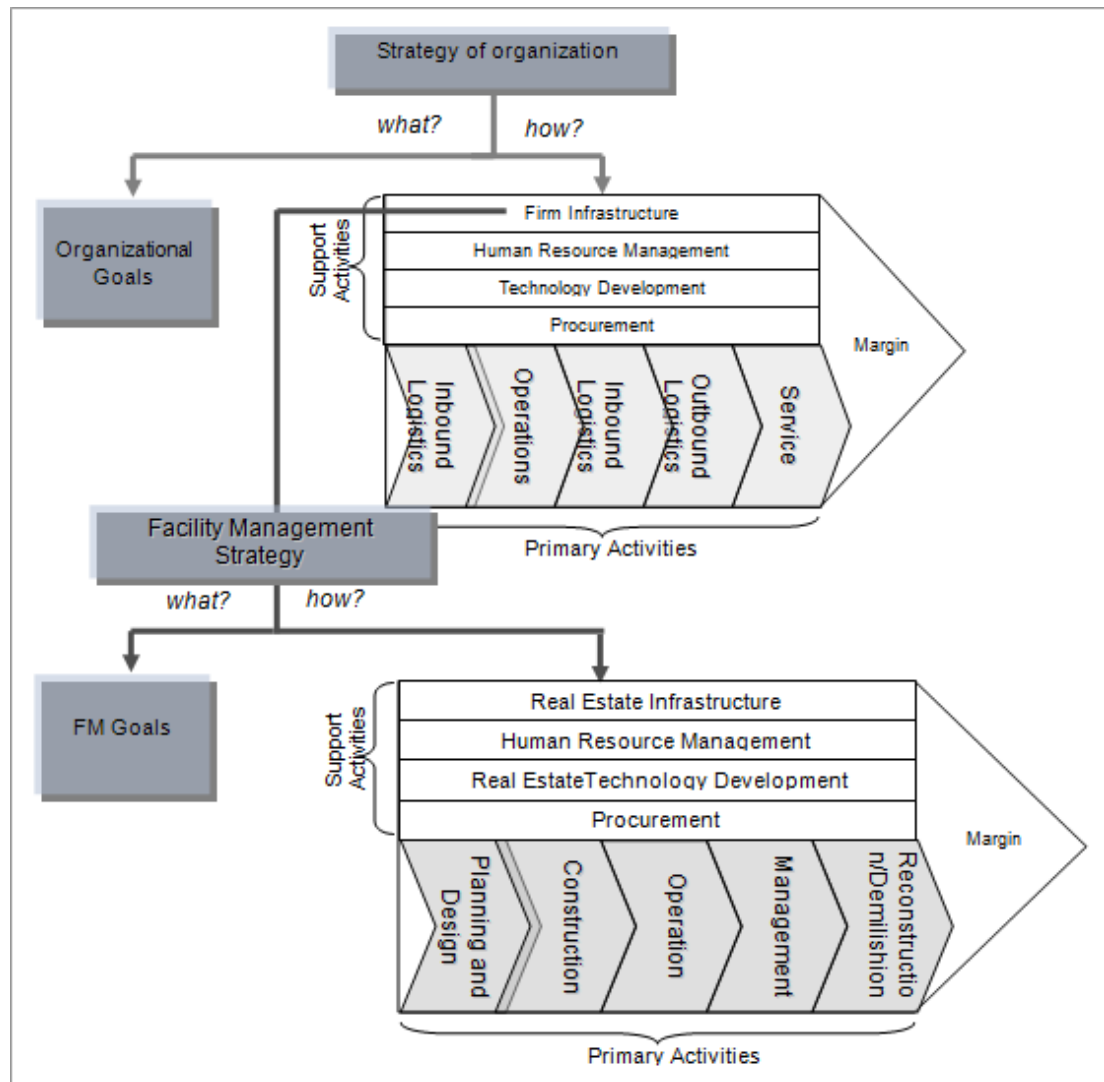 Strategy of organization
what?
how?
Organizational
Goals
Support
Activities
Firm Infrastructure
Human Resource Management
Technology Development
Procurement
Margin
Inbound
Logistics
Operations
Inbound
Logistics
Outbound
Logistics
Service
Primary Activities
Facility Management
Strategy
what?
how?
FM Goals
Support
Activities
Real Estate Infrastructure
Human Resource Management
Real EstateTechnology Development
Procurement
Margin
Planning and
Design
Construction
Operation
Management
Reconstructio
n/Demilishion
Primary Activities